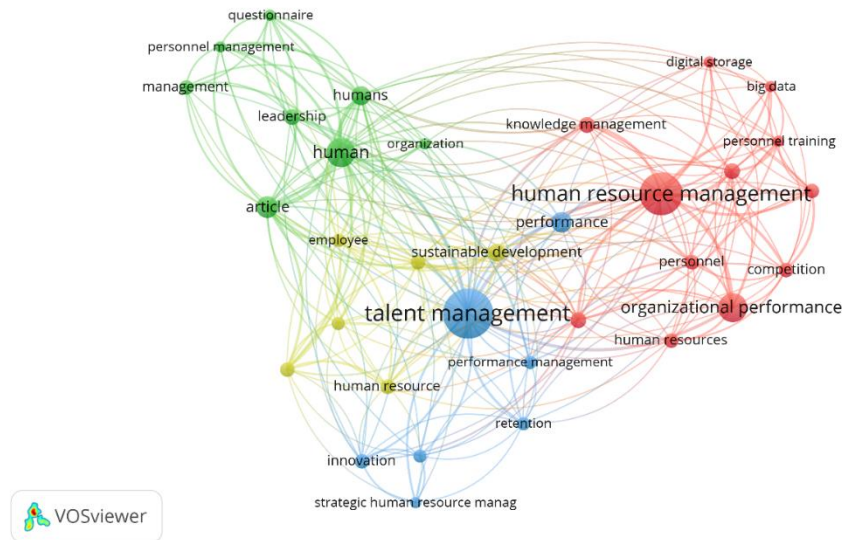 questionnaire
personnel management
management
humans
leadership
human
organization
article
digital storage
big data
knowledge management
personnel training
human resource management
performance
employee
sustainable development
personnel
competition
talent management
organizational performance
human resources
performance management
human resource
retention
innovation
strategic human resource manag
VOSviewer